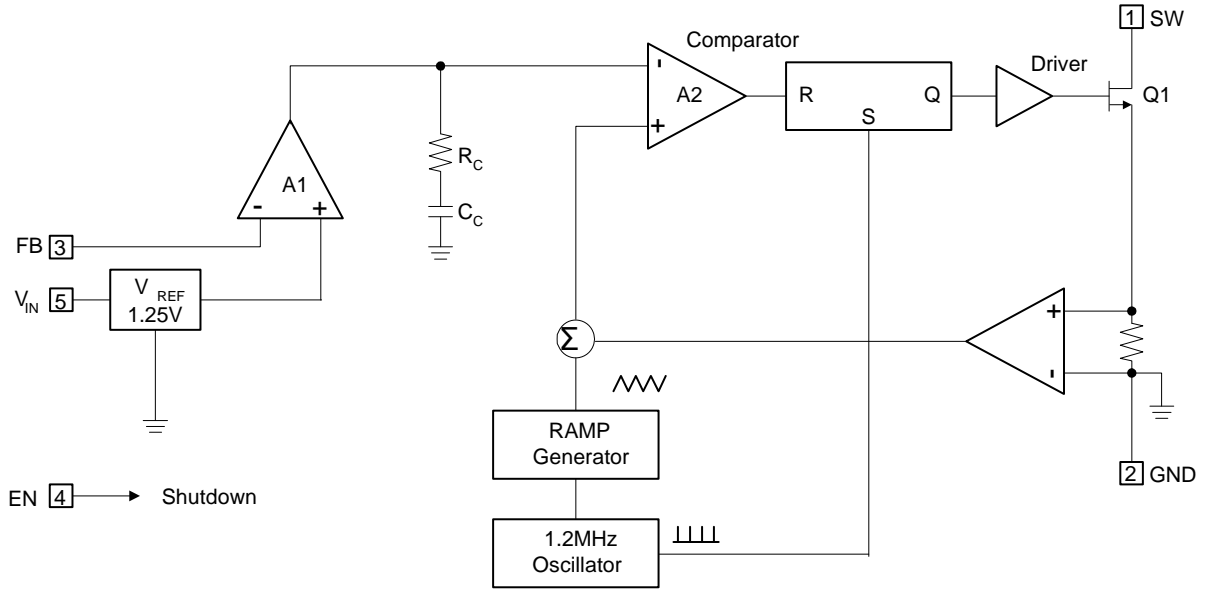 1 SW
Comparator
Driver
-
A2
+
R
S
Q
Q1
R_C
C_C
A1
-
+
FB 3
V_IN 5
V_REF
1.25V
Σ
+
-
RAMP
Generator
2 GND
EN 4
Shutdown
1.2MHz
Oscillator